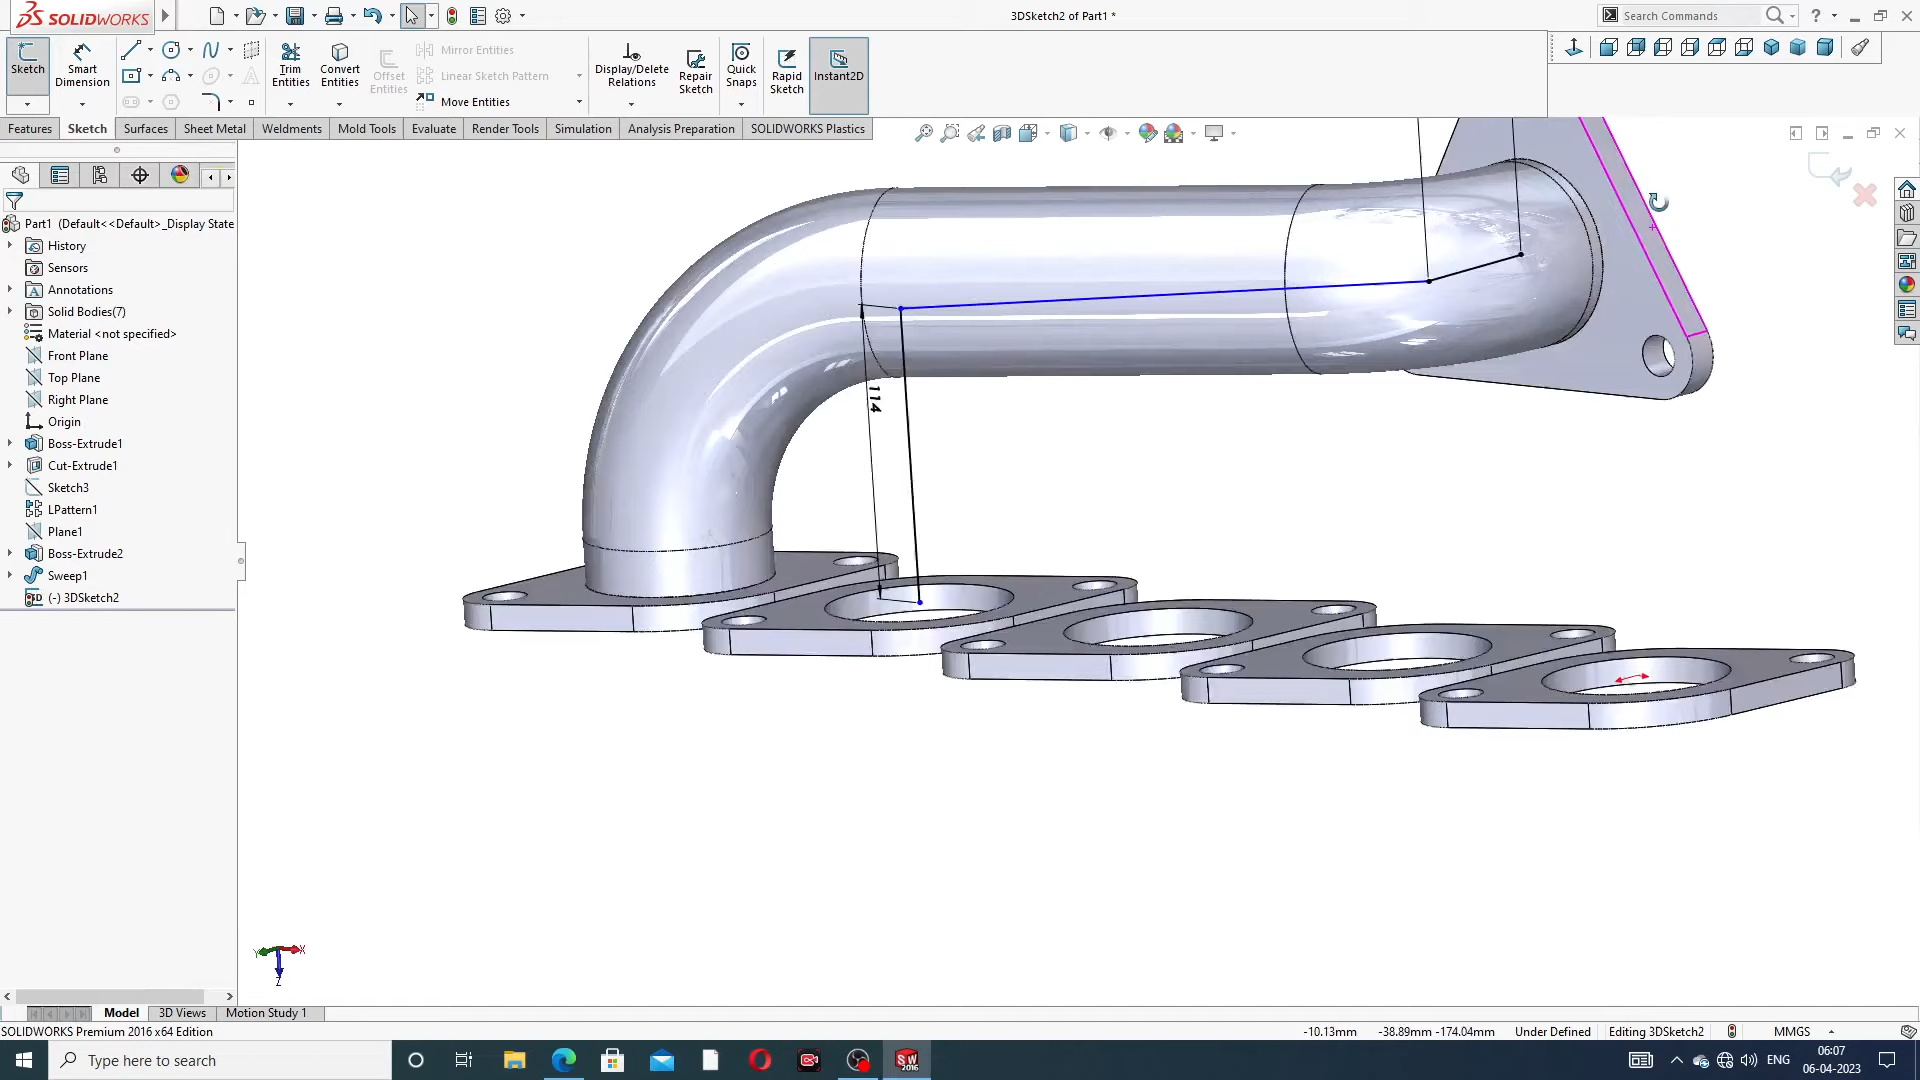 SOLIDWORKS
3DSketch2 of Part1 *
Search Commands
Sketch
Smart Dimension
Trim Entities
Convert Entities
Offset Entities
Mirror Entities
Linear Sketch Pattern
Move Entities
Display/Delete Relations
Repair Sketch
Quick Snaps
Rapid Sketch
Instant2D
Features
Sketch
Surfaces
Sheet Metal
Weldments
Mold Tools
Evaluate
Render Tools
Simulation
Analysis Preparation
SOLIDWORKS Plastics
Part1 (Default<<Default>_Display State
History
Sensors
Annotations
Solid Bodies(7)
Material <not specified>
Front Plane
Top Plane
Right Plane
Origin
Boss-Extrude1
Cut-Extrude1
Sketch3
LPattern1
Plane1
Boss-Extrude2
Sweep1
(-) 3DSketch2
114
Y
X
Z
Model
3D Views
Motion Study 1
SOLIDWORKS Premium 2016 x64 Edition
-10.13mm
-38.89mm -174.04mm
Under Defined
Editing 3DSketch2
MMGS
Type here to search
SW
2016
ENG
06:07
06-04-2023